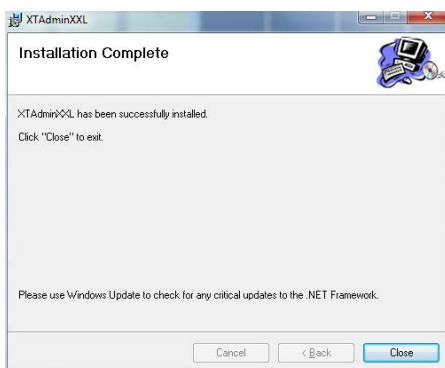 XTAdminXXL
Installation Complete
XTAdminXXL has been successfully installed.
Click "Close" to exit.
Please use Windows Update to check for any critical updates to the .NET Framework.
Cancel
< Back
Close